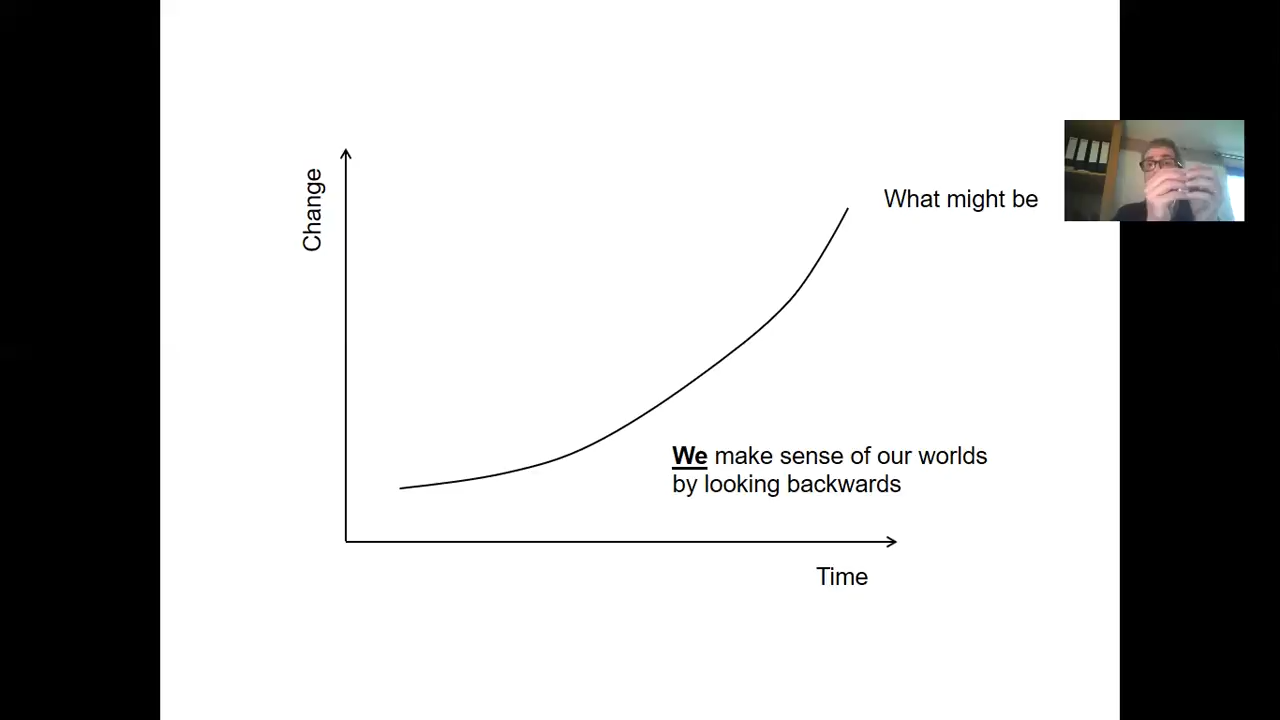 Change
What might be
We make sense of our worlds
by looking backwards
Time